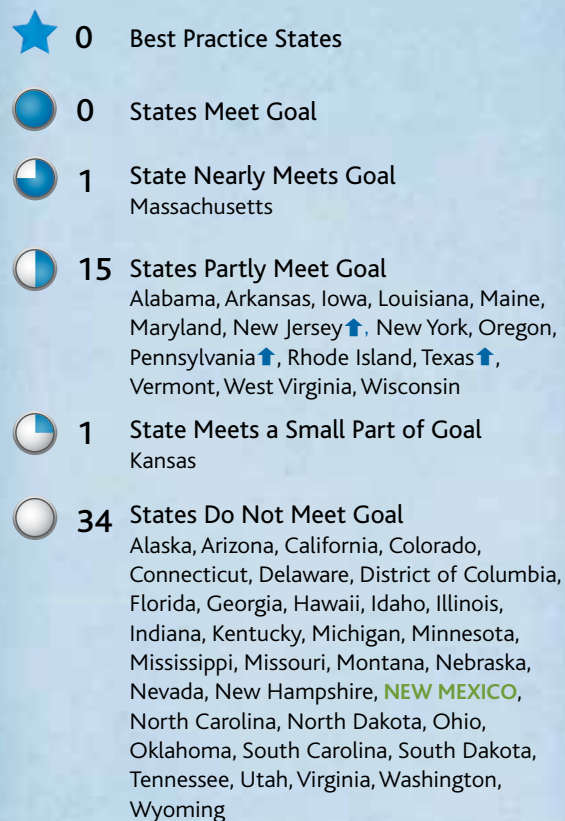 0 Best Practice States
0 States Meet Goal
1 State Nearly Meets Goal
Massachusetts
15 States Partly Meet Goal
Alabama, Arkansas, Iowa, Louisiana, Maine,
Maryland, New Jersey⬆, New York, Oregon,
Pennsylvania⬆, Rhode Island, Texas⬆,
Vermont, West Virginia, Wisconsin
1 State Meets a Small Part of Goal
Kansas
34 States Do Not Meet Goal
Alaska, Arizona, California, Colorado,
Connecticut, Delaware, District of Columbia,
Florida, Georgia, Hawaii, Idaho, Illinois,
Indiana, Kentucky, Michigan, Minnesota,
Mississippi, Missouri, Montana, Nebraska,
Nevada, New Hampshire, NEW MEXICO,
North Carolina, North Dakota, Ohio,
Oklahoma, South Carolina, South Dakota,
Tennessee, Utah, Virginia, Washington,
Wyoming